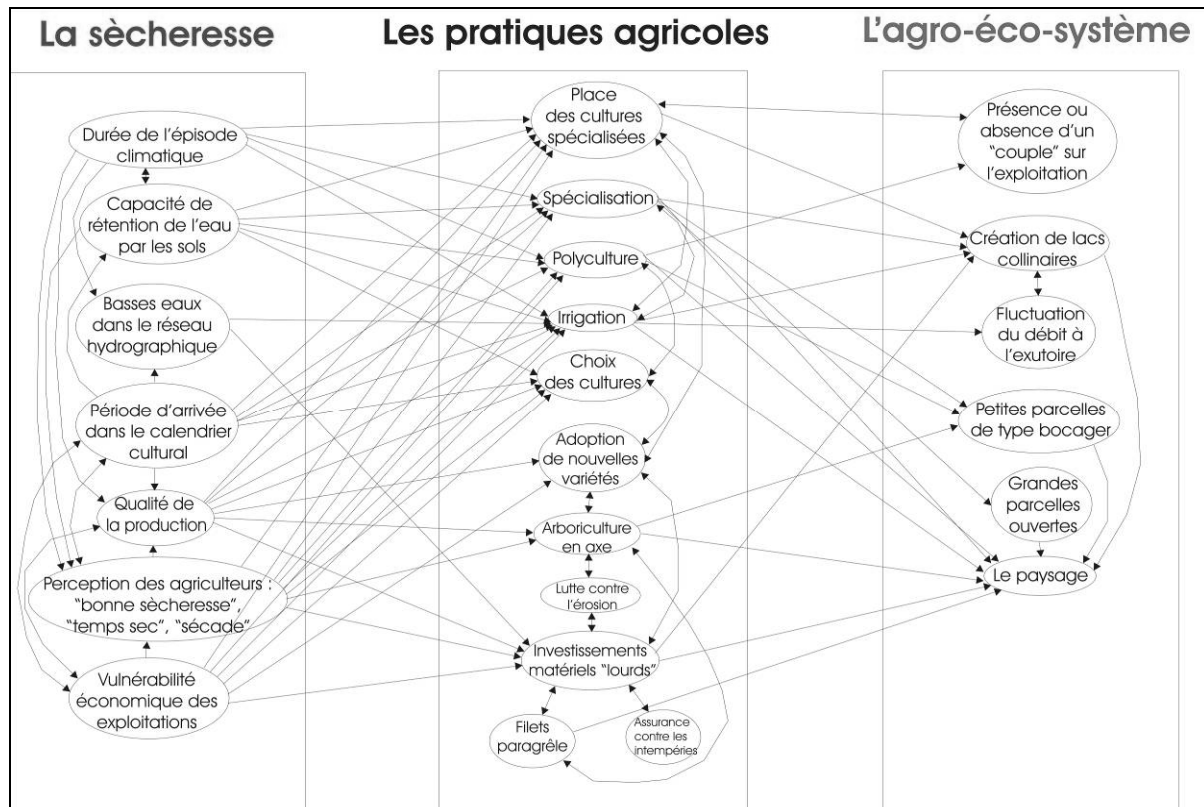 La sècheresse
Les pratiques agricoles
L'agro-éco-système
Durée de l'épisode
climatique
Capacité de
rétention de l'eau
par les sols
Basses eaux
dans le réseau
hydrographique
Période d'arrivée
dans le calendrier
cultural
Qualité de
la production
Perception des agriculteurs :
"bonne sècheresse",
"temps sec", "sécade"
Vulnérabilité
économique des
exploitations
Place
des cultures
spécialisées
Spécialisation
Polyculture
Irrigation
Choix
des cultures
Adoption
de nouvelles
variétés
Arboriculture
en axe
Lutte contre
l'érosion
Investissements
matériels "lourds"
Filets
paragrêle
Assurance
contre les
intempéries
Présence ou
absence d'un
"couple" sur
l'exploitation
Création de lacs
collinaires
Fluctuation
du débit à
l'exutoire
Petites parcelles
de type bocager
Grandes
parcelles
ouvertes
Le paysage